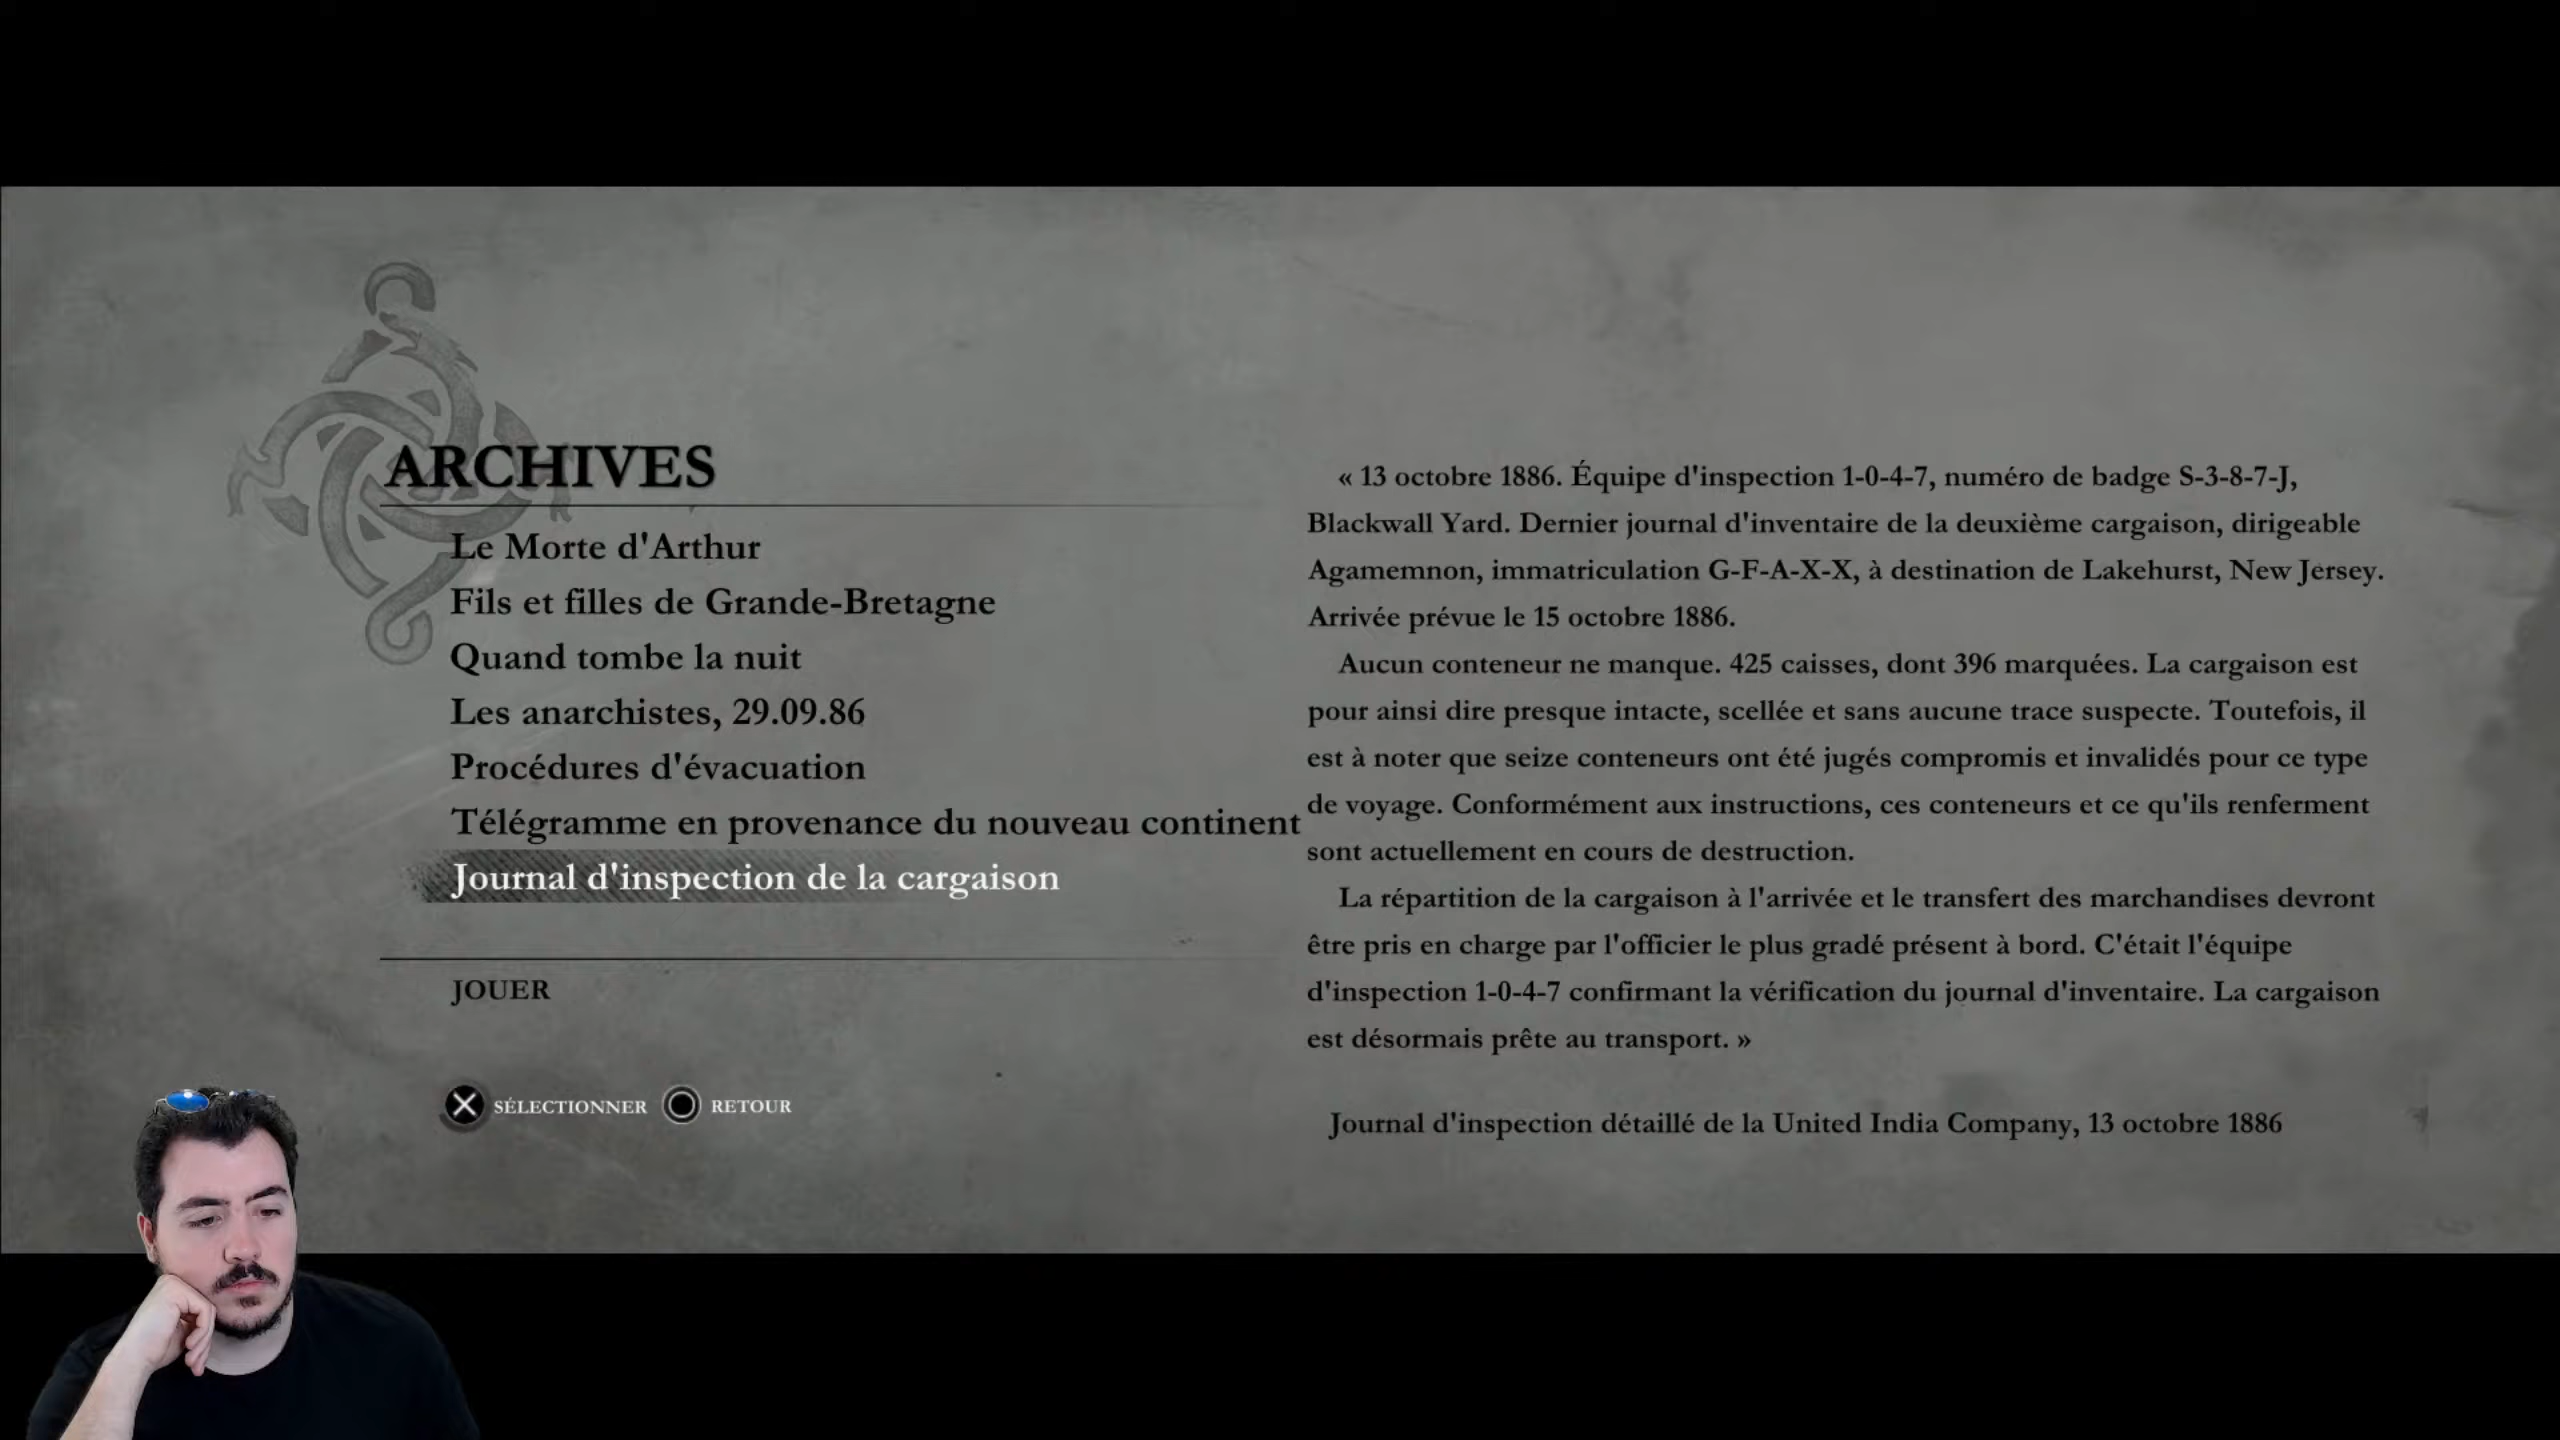 ARCHIVES
Le Morte d'Arthur
Fils et filles de Grande-Bretagne
Quand tombe la nuit
Les anarchistes, 29.09.86
Procédures d'évacuation
Télégramme en provenance du nouveau continent
Journal d'inspection de la cargaison
JOUER
SÉLECTIONNER RETOUR
« 13 octobre 1886. Équipe d'inspection 1-0-4-7, numéro de badge S-3-8-7-J,
Blackwall Yard. Dernier journal d'inventaire de la deuxième cargaison, dirigeable
Agamemnon, immatriculation G-F-A-X-X, à destination de Lakehurst, New Jersey.
Arrivée prévue le 15 octobre 1886.
Aucun conteneur ne manque. 425 caisses, dont 396 marquées. La cargaison est
pour ainsi dire presque intacte, scellée et sans aucune trace suspecte. Toutefois, il
est à noter que seize conteneurs ont été jugés compromis et invalidés pour ce type
de voyage. Conformément aux instructions, ces conteneurs et ce qu'ils renferment
sont actuellement en cours de destruction.
La répartition de la cargaison à l'arrivée et le transfert des marchandises devront
être pris en charge par l'officier le plus gradé présent à bord. C'était l'équipe
d'inspection 1-0-4-7 confirmant la vérification du journal d'inventaire. La cargaison
est désormais prête au transport. »
Journal d'inspection détaillé de la United India Company, 13 octobre 1886